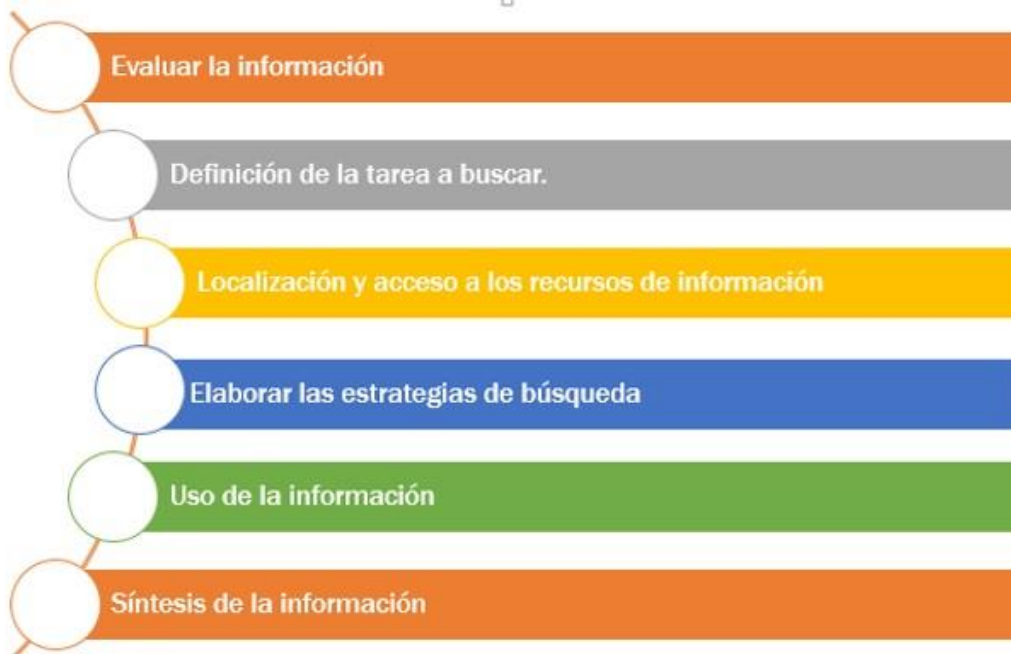 Evaluar la información
Definición de la tarea a buscar.
Localización y acceso a los recursos de información
Elaborar las estrategias de búsqueda
Uso de la información
Síntesis de la información